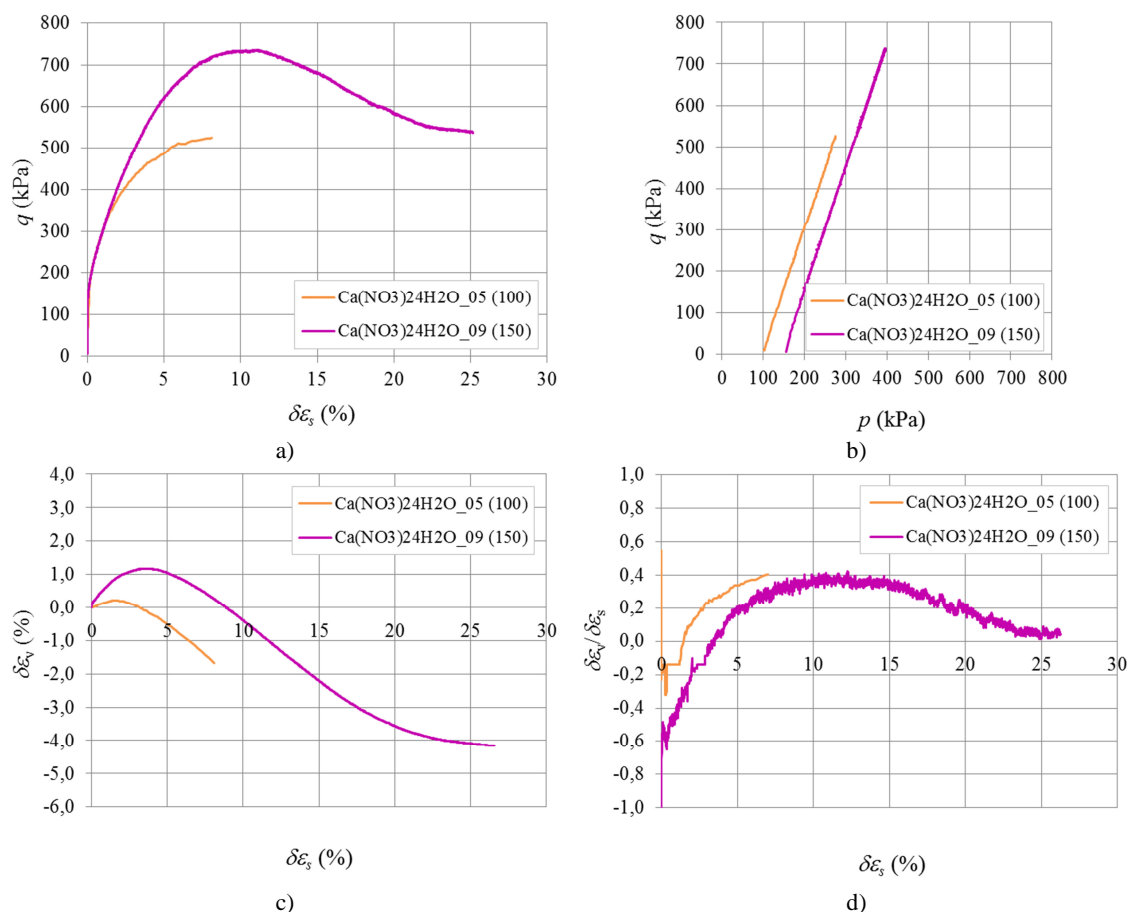 800
700
600
500
400
300
200
100
0
q (kPa)
0 5 10 15 20 25 30
δεs (%)
Ca(NO3)24H2O_05 (100)
Ca(NO3)24H2O_09 (150)
a)
800
700
600
500
400
300
200
100
0
q (kPa)
0 100 200 300 400 500 600 700 800
p (kPa)
Ca(NO3)24H2O_05 (100)
Ca(NO3)24H2O_09 (150)
b)
4,0
3,0
2,0
1,0
0,0
-1,0
-2,0
-3,0
-4,0
-5,0
-6,0
δεv (%)
0 5 10 15 20 25 30
δεs (%)
Ca(NO3)24H2O_05 (100)
Ca(NO3)24H2O_09 (150)
c)
1,0
0,8
0,6
0,4
0,2
0,0
-0,2
-0,4
-0,6
-0,8
-1,0
δεv/δεs
0 5 10 15 20 25 30
δεs (%)
Ca(NO3)24H2O_05 (100)
Ca(NO3)24H2O_09 (150)
d)